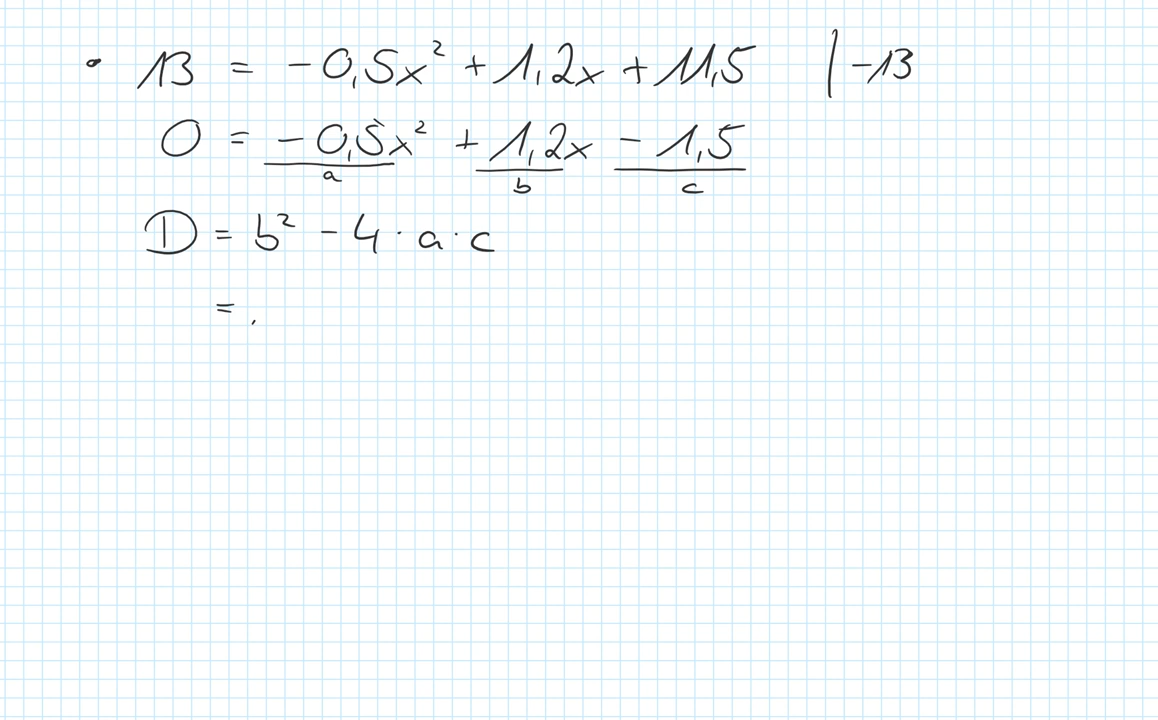 • 13 = -0,5x² + 1,2x + 11,5 | -13
0 = -0,5x² + 1,2x - 1,5
a b c
D = b² - 4 · a · c
=